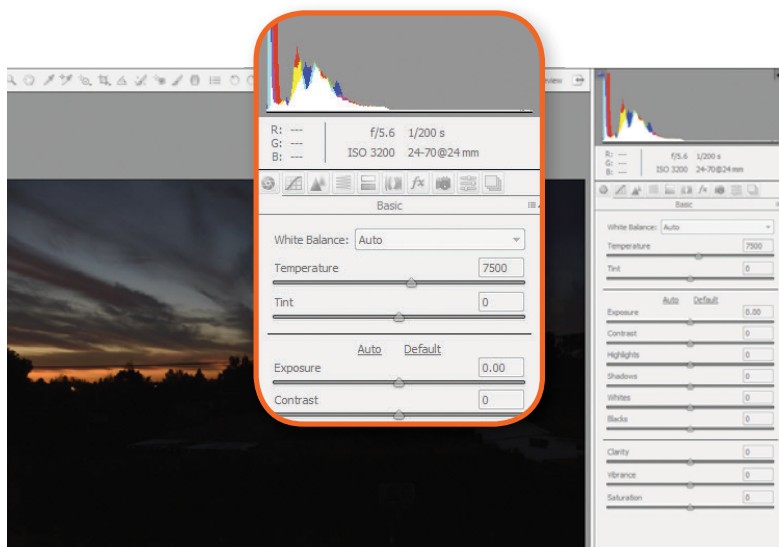 view
R: ---
G: ---
B: ---
f/5.6 1/200 s
ISO 3200 24-70@24 mm
fx
Basic
White Balance: Auto
Temperature 7500
Tint 0
Auto Default
Exposure 0.00
Contrast 0
R: ---
G: ---
B: ---
f/5.6 1/200 s
ISO 3200 24-70@24 mm
fx
Basic
White Balance: Auto
Temperature 7500
Tint 0
Auto Default
Exposure 0.00
Contrast 0
Highlights 0
Shadows 0
Whites 0
Blacks 0
Clarity 0
Vibrance 0
Saturation 0